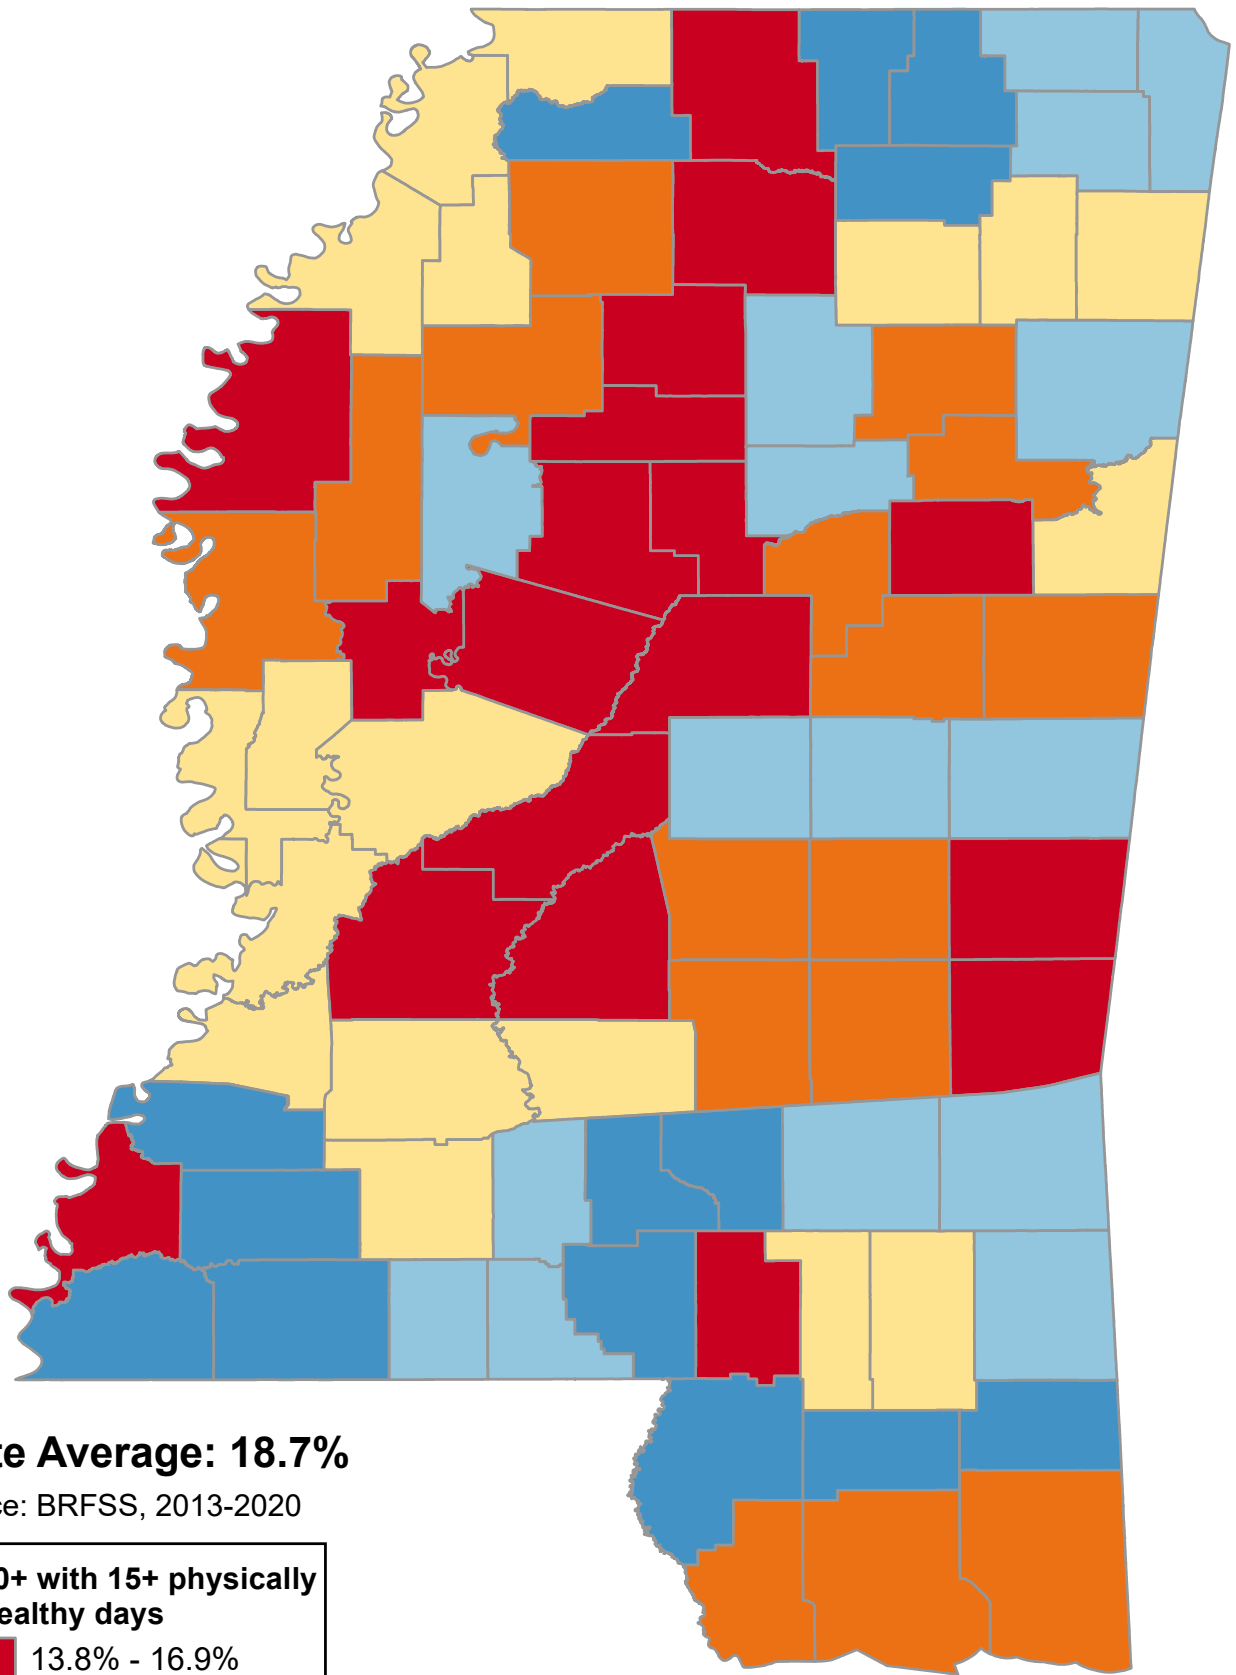 te Average: 18.7%
ce: BRFSS, 2013-2020
0+ with 15+ physically
ealthy days
13.8% - 16.9%